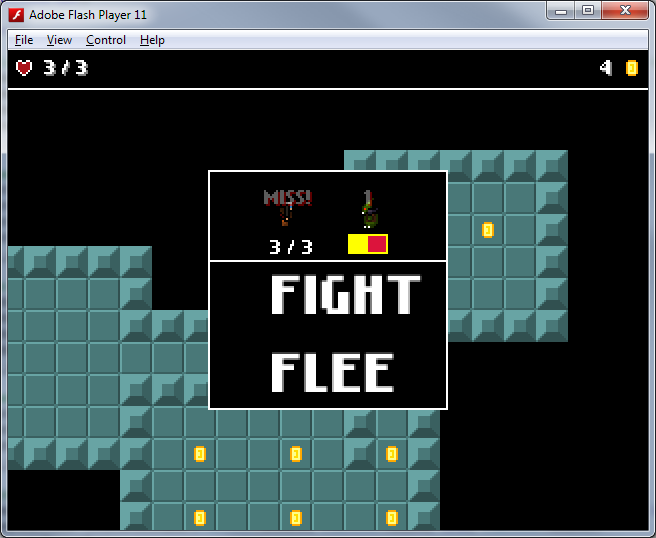 Adobe Flash Player 11
File View Control Help
3/3
4
MISS! 1
3/3
FIGHT
FLEE